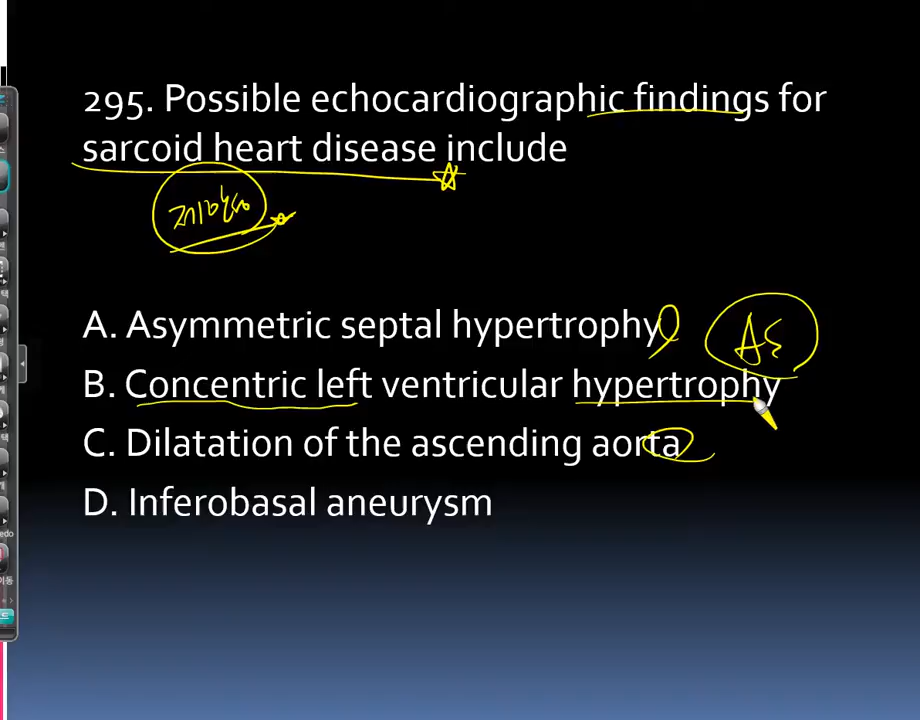 295. Possible echocardiographic findings for
sarcoid heart disease include
A. Asymmetric septal hypertrophy
AS
B. Concentric left ventricular hypertrophy
C. Dilatation of the ascending aorta
D. Inferobasal aneurysm